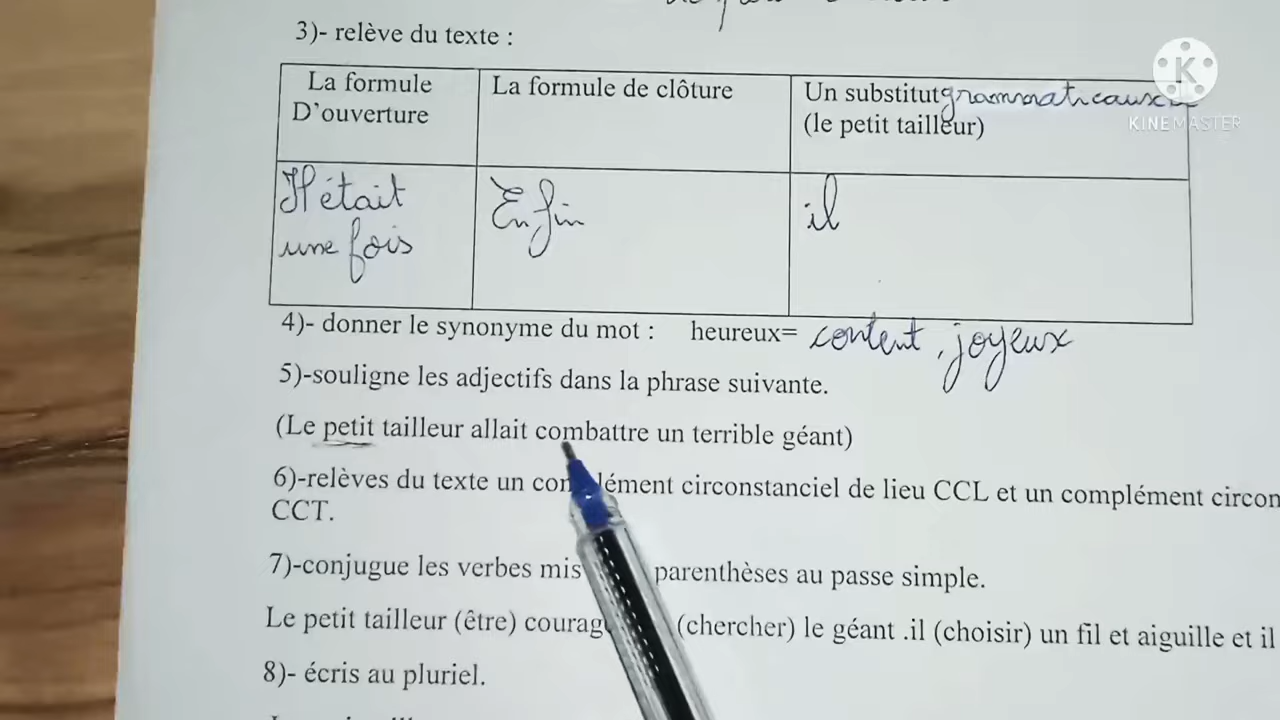 3)- relève du texte :
La formule D'ouverture
La formule de clôture
Un substitut grammaticaux
(le petit tailleur)
Il était une fois
Enfin
il
4)- donner le synonyme du mot : heureux= content, joyeux
5)-souligne les adjectifs dans la phrase suivante.
(Le petit tailleur allait combattre un terrible géant)
6)-relèves du texte un complément circonstanciel de lieu CCL et un complément circon
CCT.
7)-conjugue les verbes mis parenthèses au passe simple.
Le petit tailleur (être) courag (chercher) le géant .il (choisir) un fil et aiguille et il
8)- écris au pluriel.
KINEMASTER